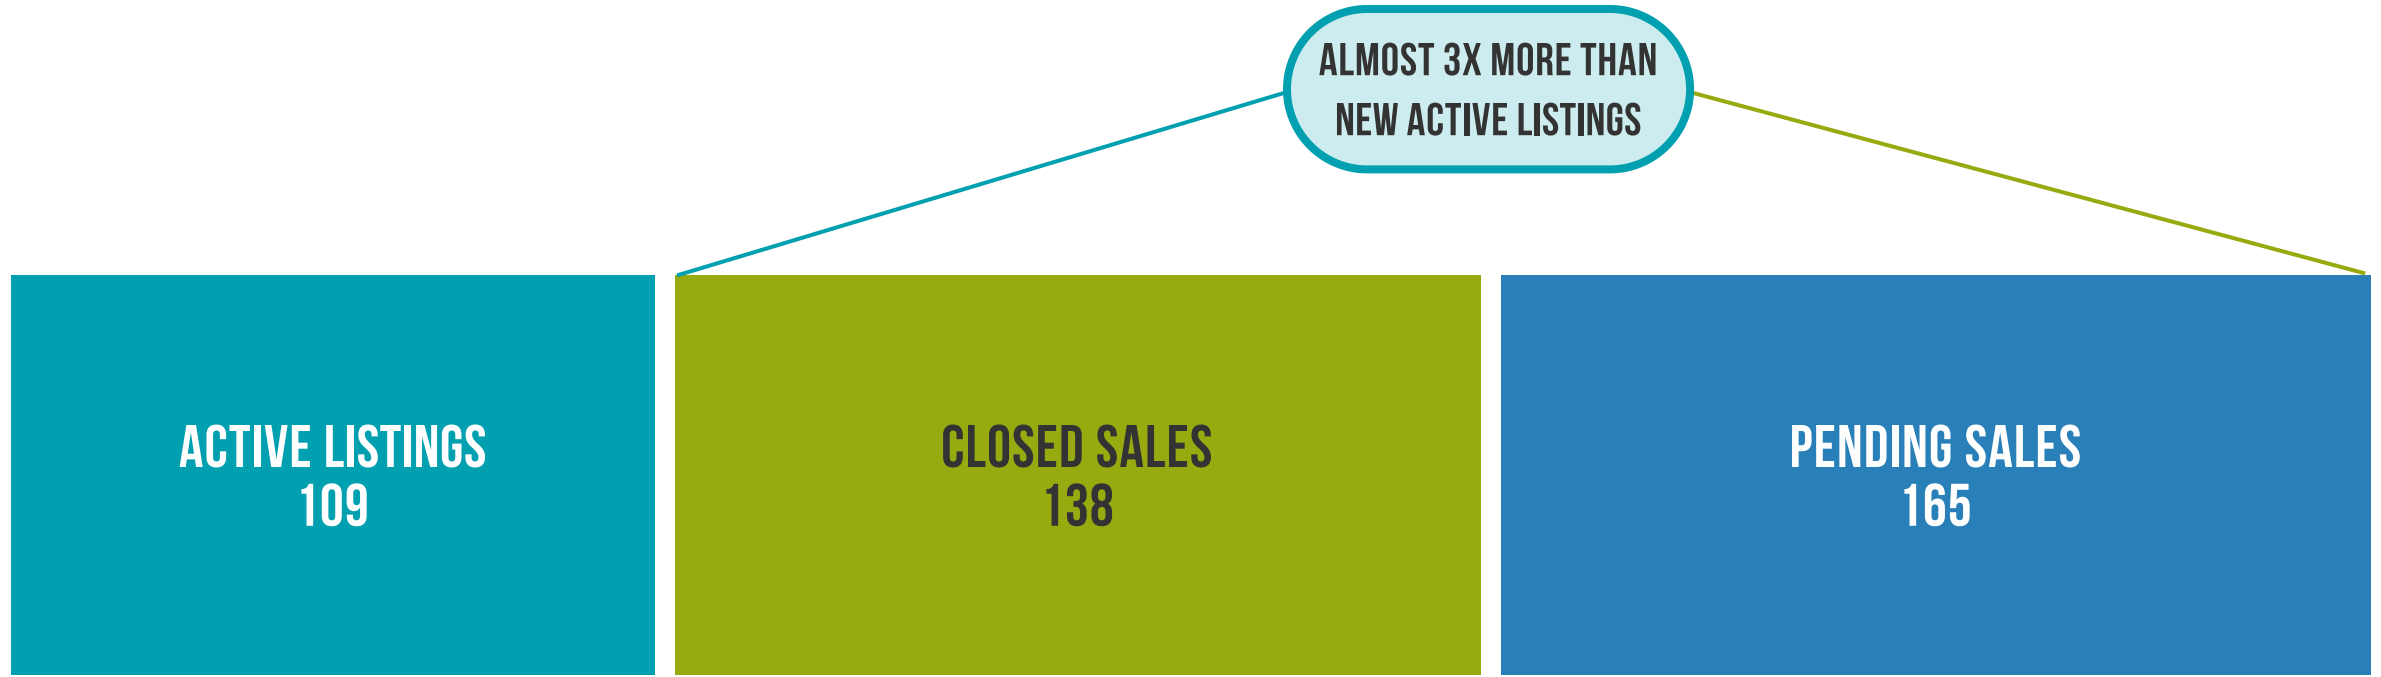 ALMOST 3X MORE THAN
NEW ACTIVE LISTINGS
ACTIVE LISTINGS
109
CLOSED SALES
138
PENDING SALES
165